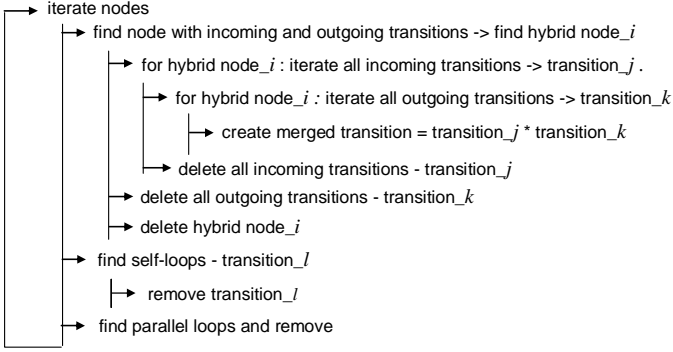 iterate nodes
find node with incoming and outgoing transitions -> find hybrid node_i
for hybrid node_i : iterate all incoming transitions -> transition_j .
for hybrid node_i : iterate all outgoing transitions -> transition_k
create merged transition = transition_j * transition_k
delete all incoming transitions - transition_j
delete all outgoing transitions - transition_k
delete hybrid node_i
find self-loops - transition_l
remove transition_l
find parallel loops and remove